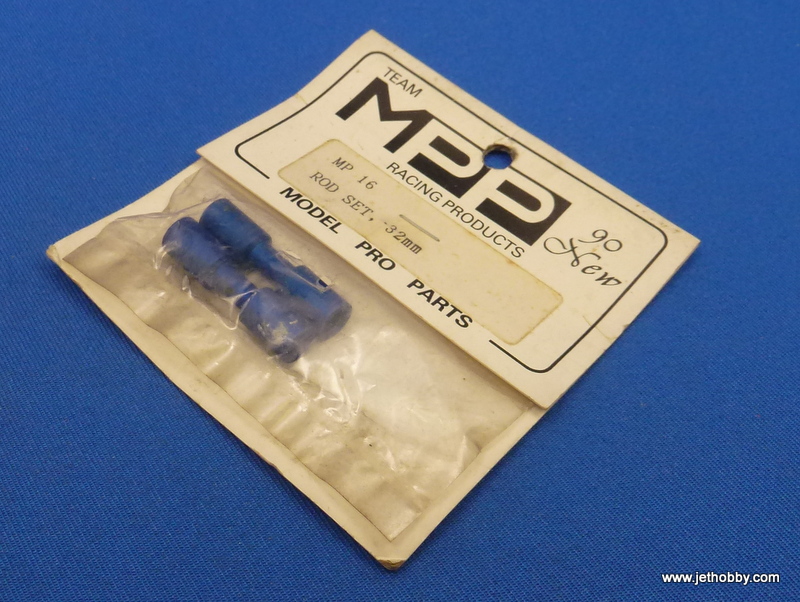 TEAM
MPP
RACING PRODUCTS
90
New
MP 16
ROD SET, 32mm
MODEL PRO PARTS
www.jethobby.com